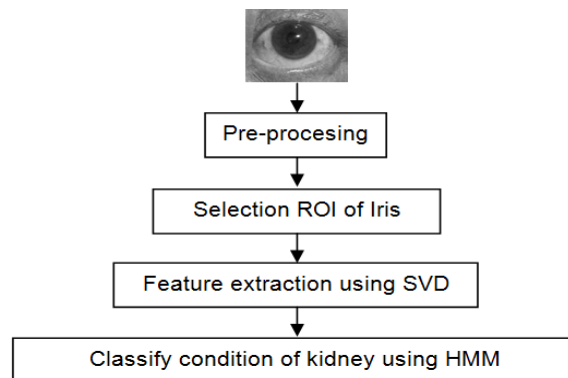 Pre-procesing
Selection ROI of Iris
Feature extraction using SVD
Classify condition of kidney using HMM